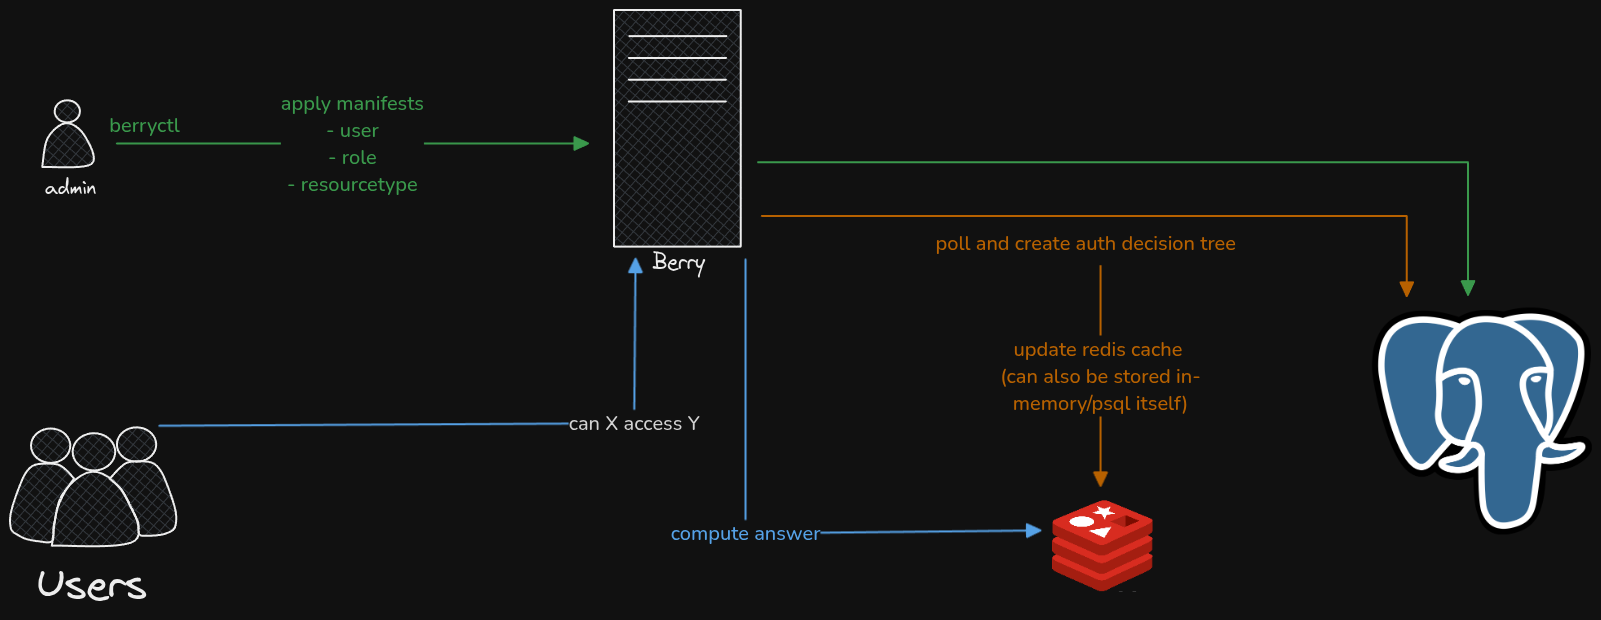 berryctl
apply manifests
- user
- role
- resourcetype
admin
Berry
poll and create auth decision tree
update redis cache
(can also be stored in-
memory/psql itself)
can X access Y
compute answer
Users